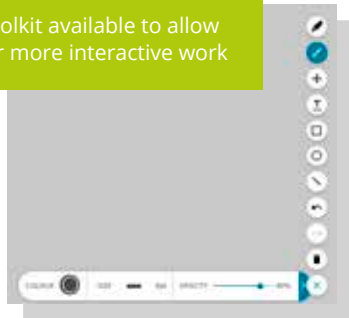 olkit available to allow
r more interactive work
COLOUR SIZE OPACITY